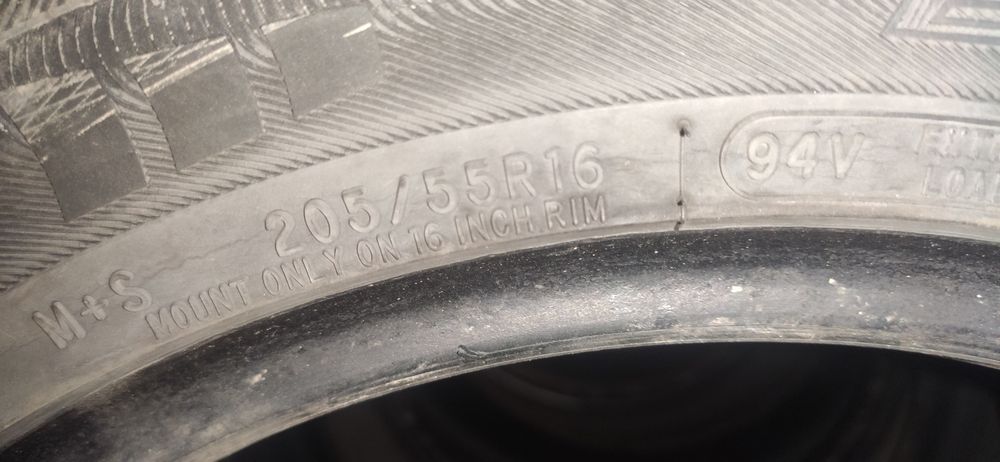 M+S
205/55R16
MOUNT ONLY ON 16 INCH RIM
94V